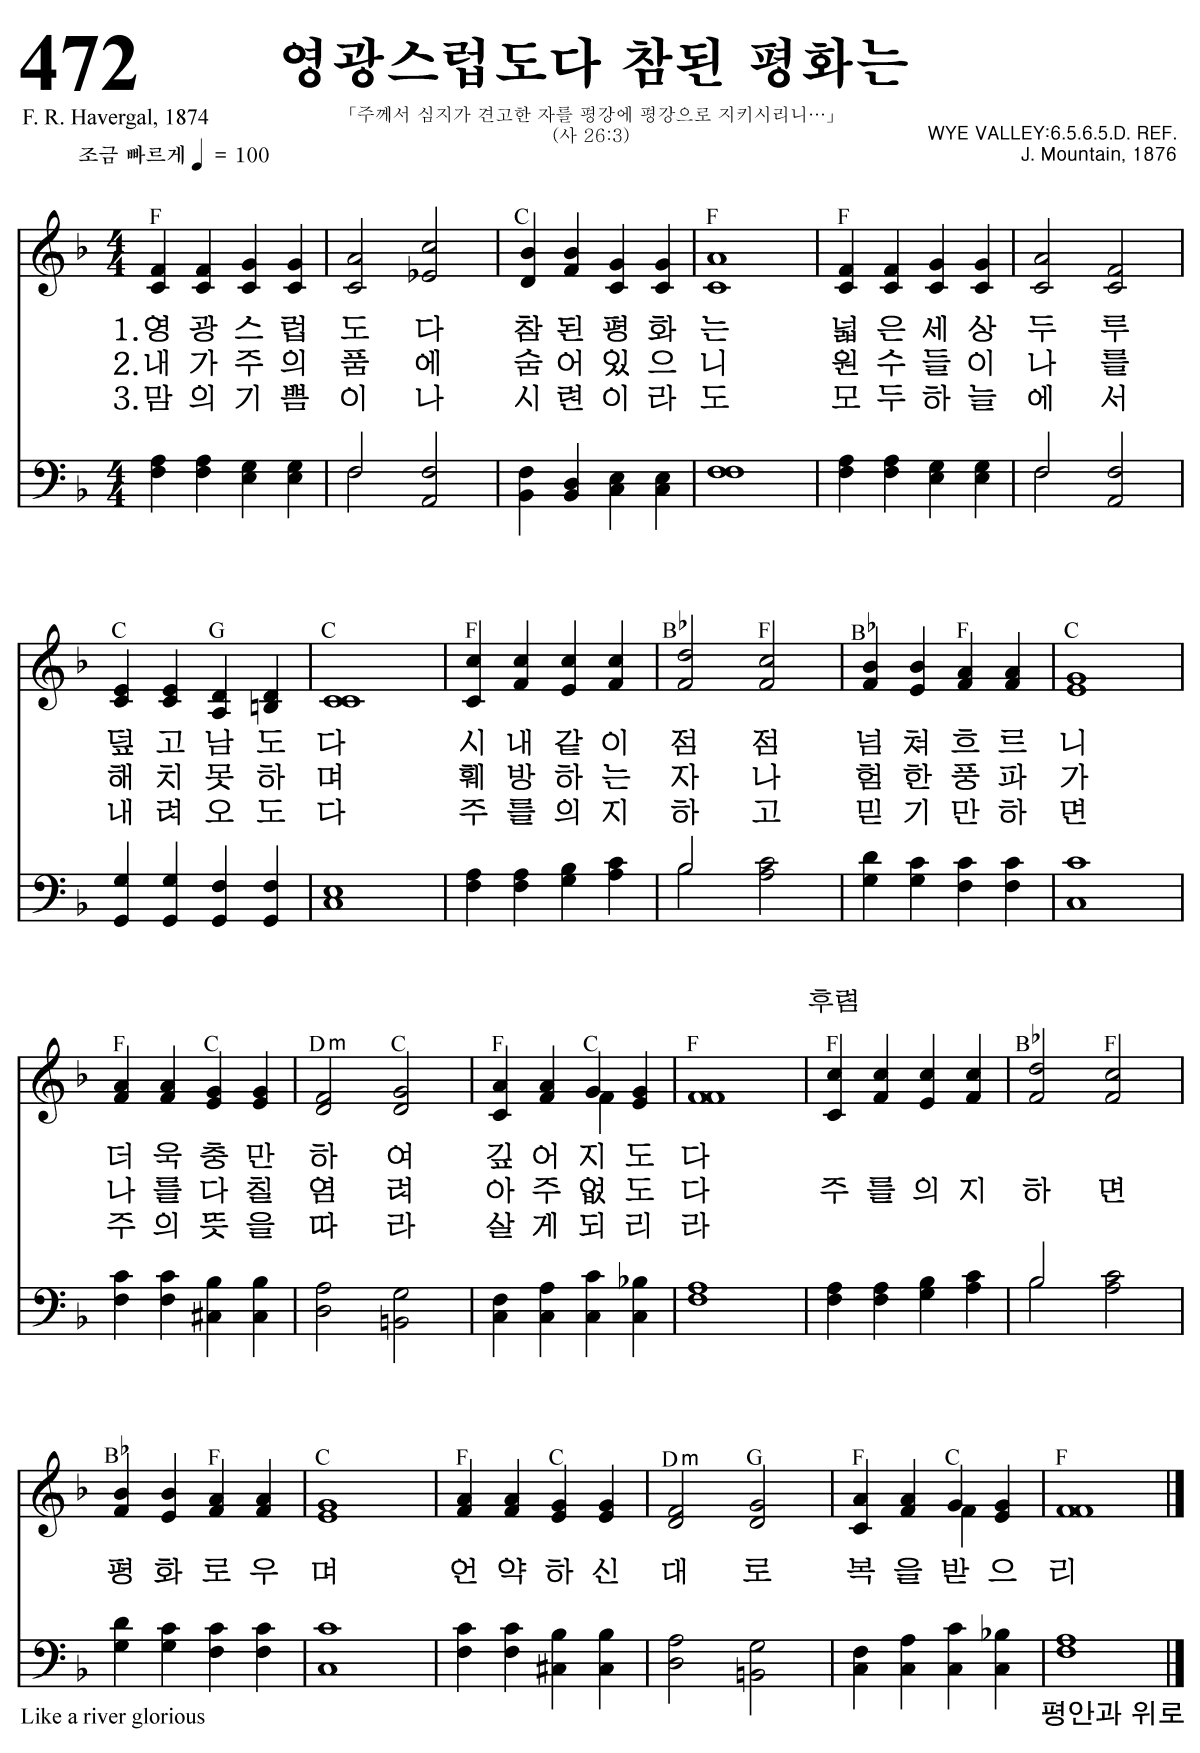 472 영광스럽도다 참된 평화는
F. R. Havergal, 1874
「주께서 심지가 견고한 자를 평강에 평강으로 지키시리니…」
(사 26:3)
WYE VALLEY:6.5.6.5.D. REF.
조금 빠르게 ♩ = 100
J. Mountain, 1876
F C F F
4 4
1.영 광 스 럽 도 다 참 된 평 화 는 넓 은 세 상 두 루
2.내 가 주 의 품 에 숨 어 있 으 니 원 수 들 이 나 를
3.맘 의 기 쁨 이 나 시 련 이 라 도 모 두 하 늘 에 서
4 4
C G C F B♭ F B♭ F C
덮 고 남 도 다 시 내 같 이 점 점 넘 쳐 흐 르 니
해 치 못 하 며 훼 방 하 는 자 나 험 한 풍 파 가
내 려 오 도 다 주 를 의 지 하 고 믿 기 만 하 면
후렴
F C Dm C F C F F B♭ F
더 욱 충 만 하 여 깊 어 지 도 다
나 를 다 칠 염 려 아 주 없 도 다 주 를 의 지 하 면
주 의 뜻 을 따 라 살 게 되 리 라
B♭ F C F C Dm G F C F
평 화 로 우 며 언 약 하 신 대 로 복 을 받 으 리
Like a river glorious
평안과 위로